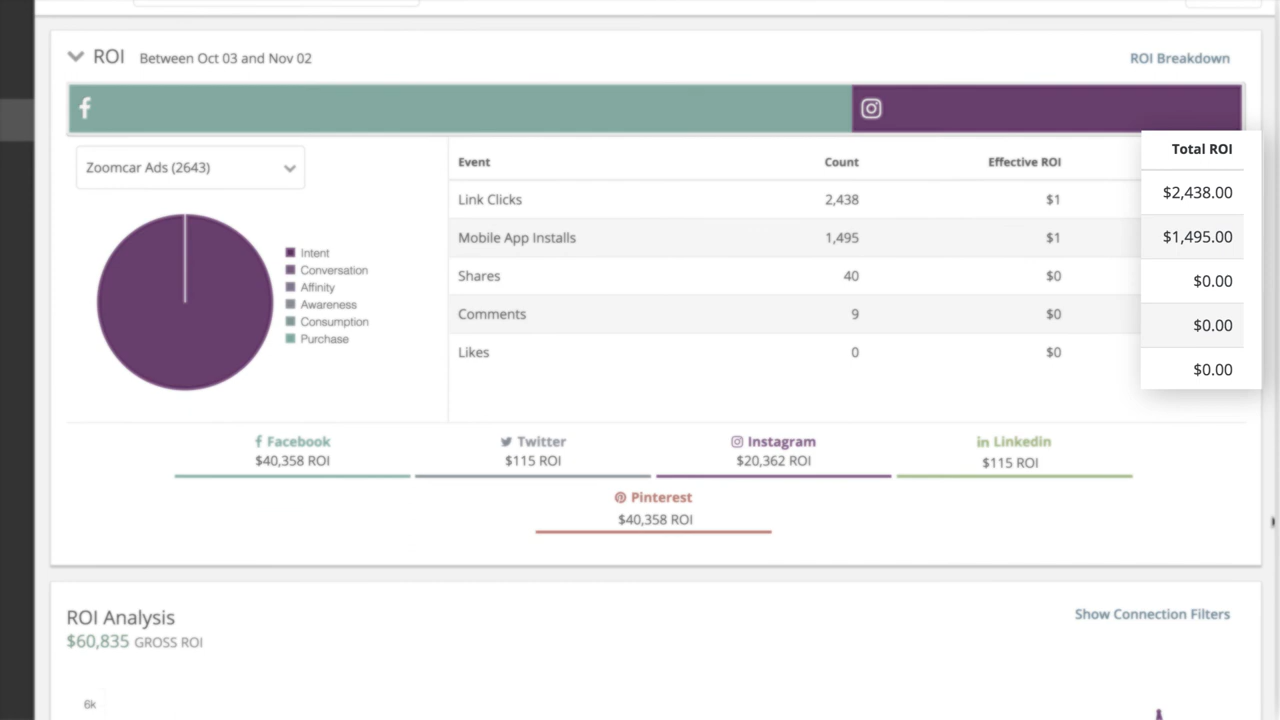 ROI Between Oct 03 and Nov 02 ROI Breakdown
Zoomcar Ads (2643)
Intent
Conversation
Affinity
Awareness
Consumption
Purchase
Event Count Effective ROI Total ROI
Link Clicks 2,438 $1 $2,438.00
Mobile App Installs 1,495 $1 $1,495.00
Shares 40 $0 $0.00
Comments 9 $0 $0.00
Likes 0 $0 $0.00
Facebook Twitter Instagram Linkedin
$40,358 ROI $115 ROI $20,362 ROI $115 ROI
Pinterest
$40,358 ROI
ROI Analysis Show Connection Filters
$60,835 GROSS ROI
6k